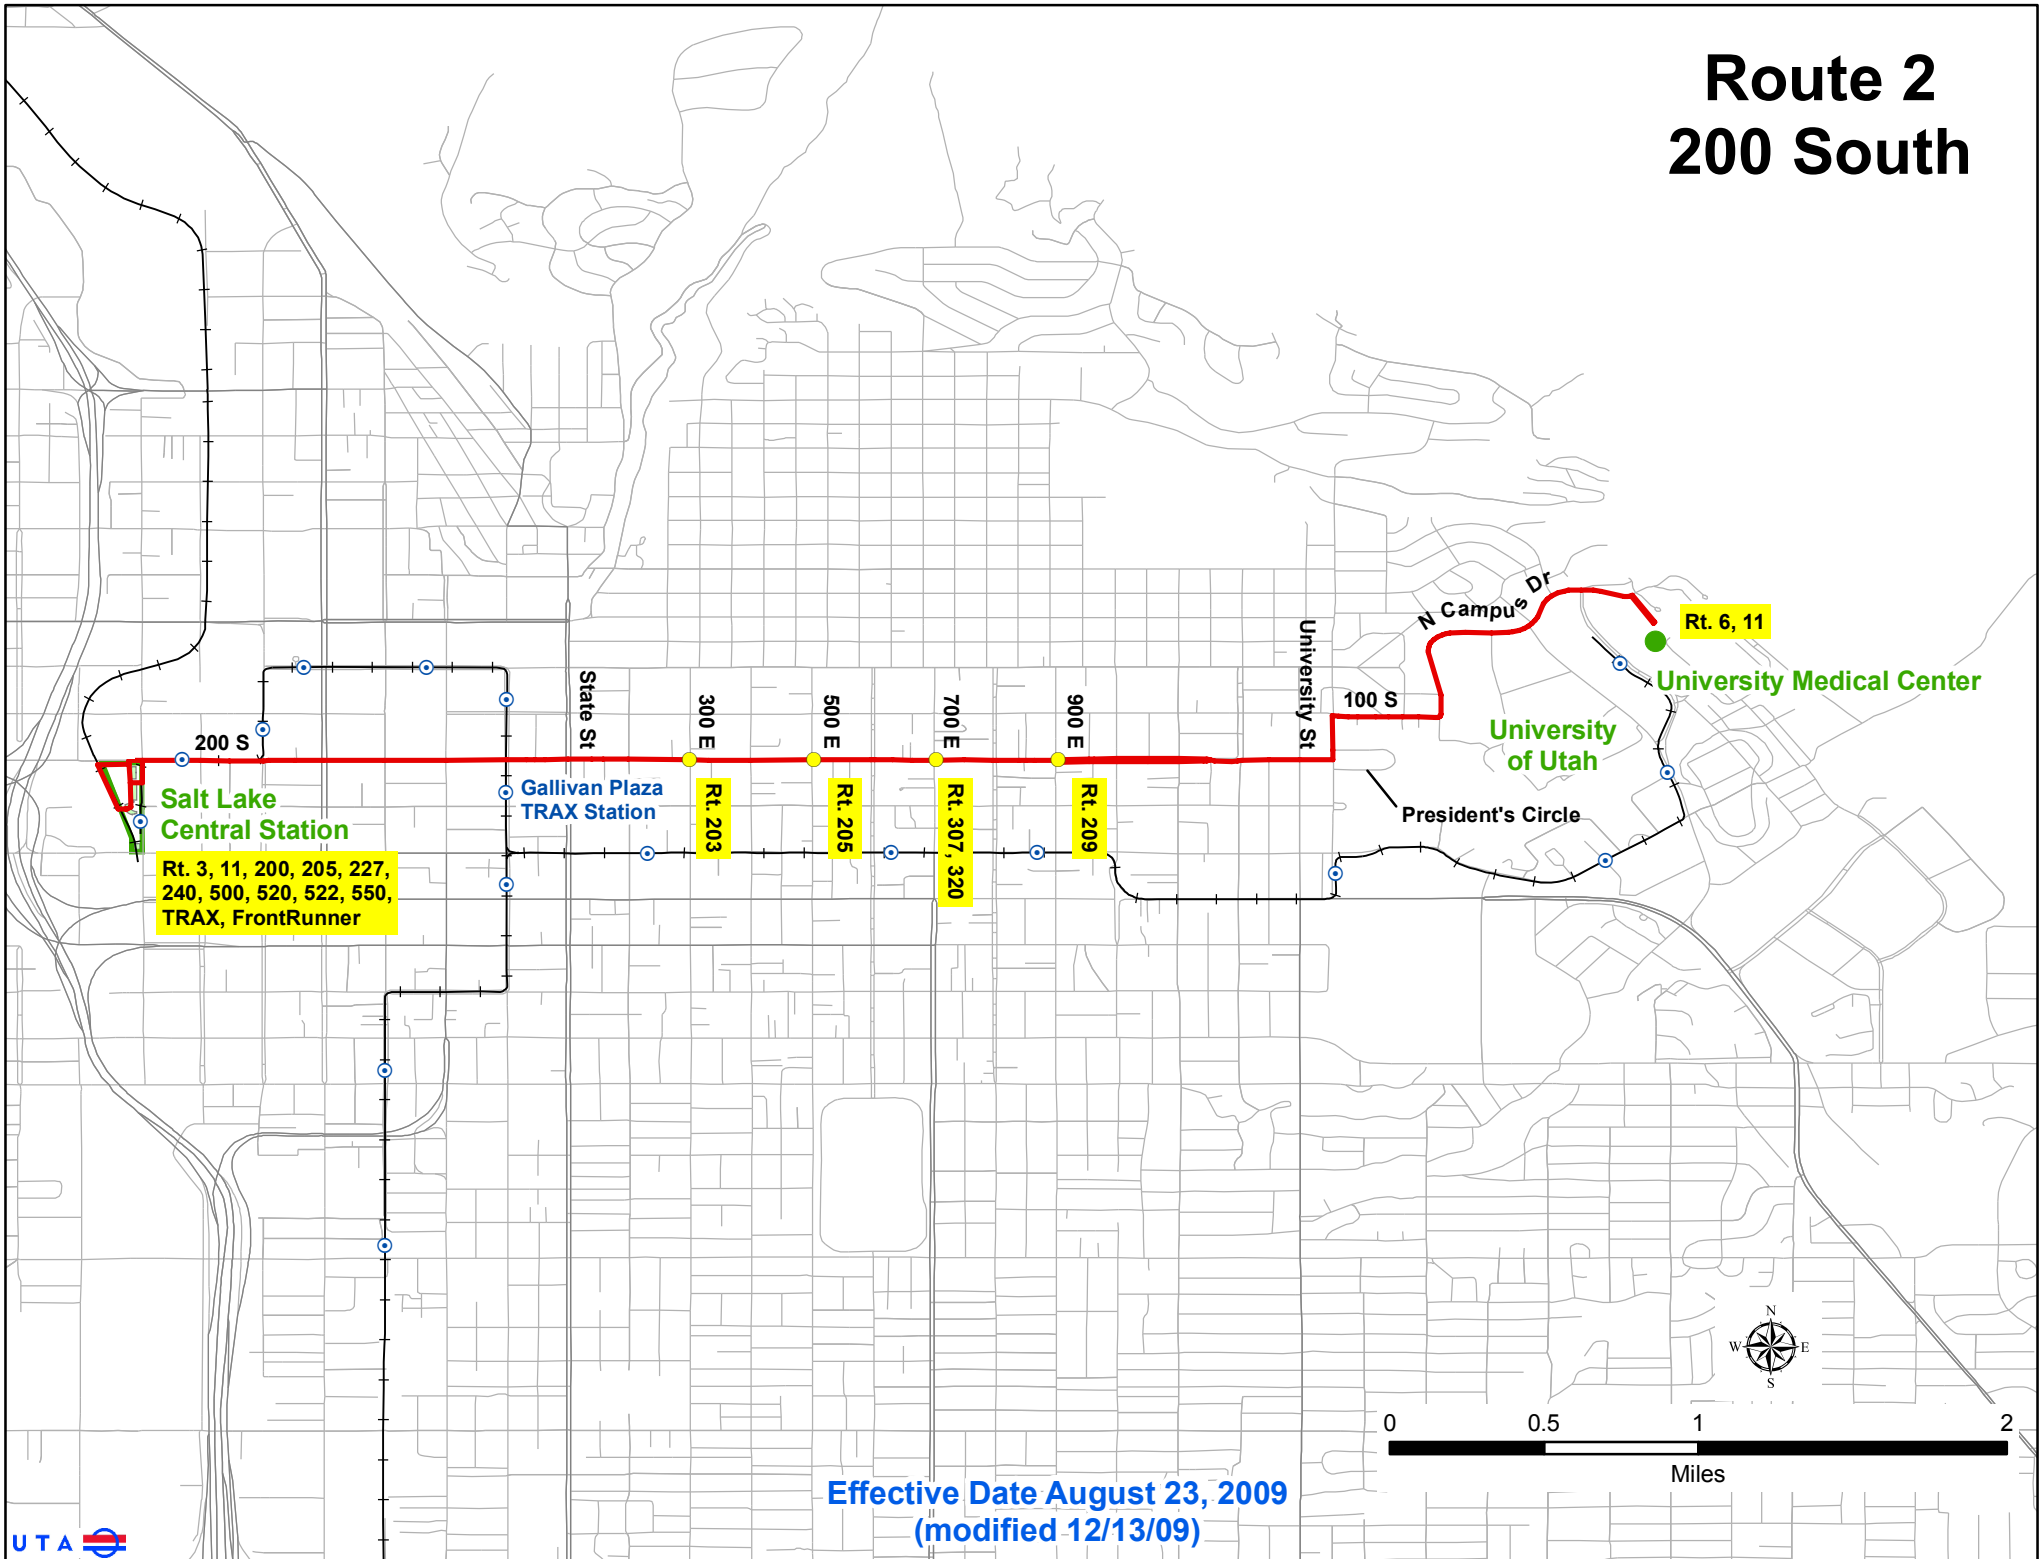 Route 2
200 South
N Campus Dr
Rt. 6, 11
University Medical Center
University St
100 S
University
of Utah
President's Circle
State St
300 E
500 E
700 E
900 E
200 S
Gallivan Plaza
TRAX Station
Rt. 203
Rt. 205
Rt. 307, 320
Rt. 209
Salt Lake
Central Station
Rt. 3, 11, 200, 205, 227,
240, 500, 520, 522, 550,
TRAX, FrontRunner
N
W
E
S
0
0.5
1
2
Miles
Effective Date August 23, 2009
(modified 12/13/09)
UTA